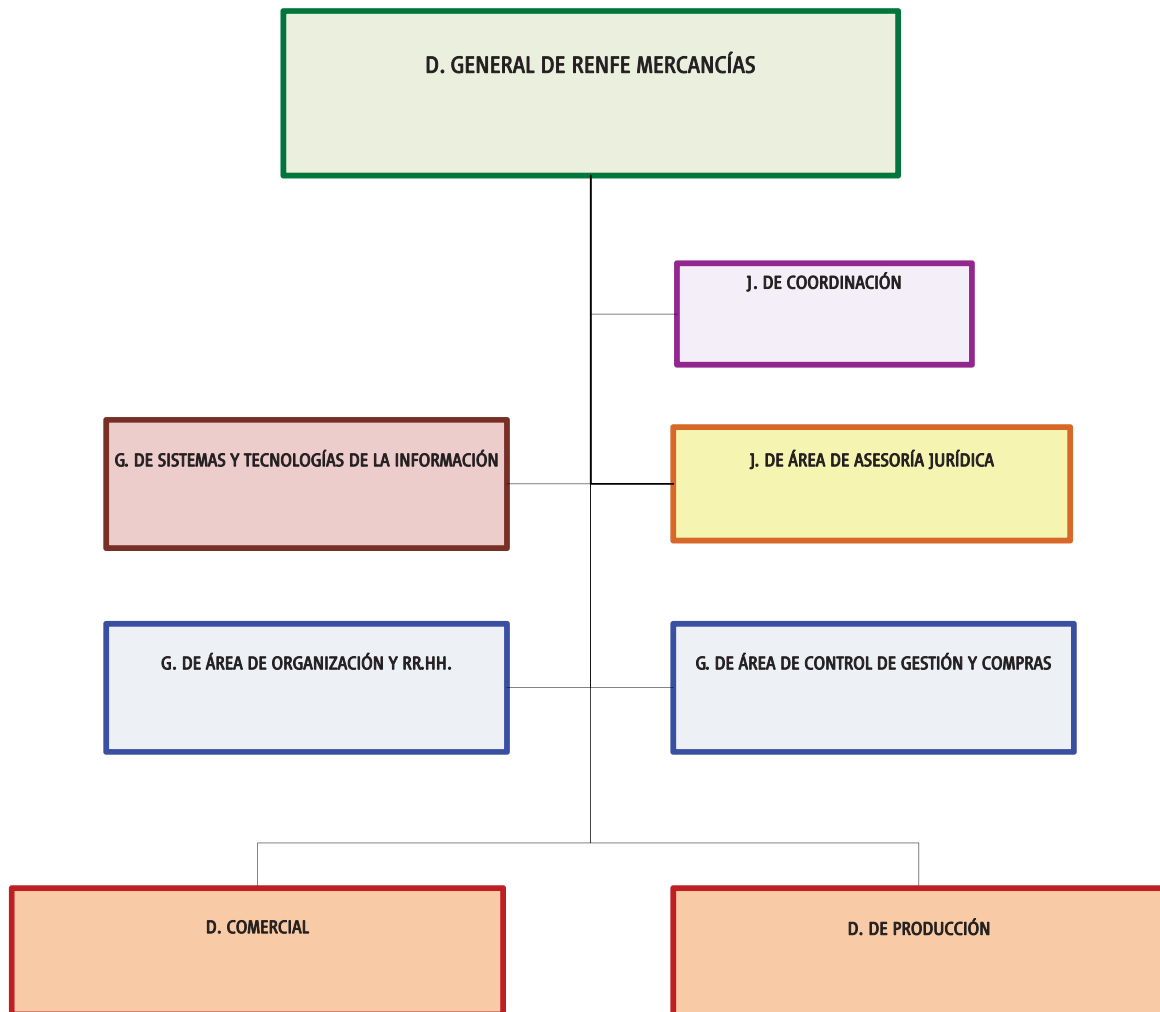 D. GENERAL DE RENFE MERCANCÍAS
J. DE COORDINACIÓN
G. DE SISTEMAS Y TECNOLOGÍAS DE LA INFORMACIÓN
J. DE ÁREA DE ASESORÍA JURÍDICA
G. DE ÁREA DE ORGANIZACIÓN Y RR.HH.
G. DE ÁREA DE CONTROL DE GESTIÓN Y COMPRAS
D. COMERCIAL
D. DE PRODUCCIÓN